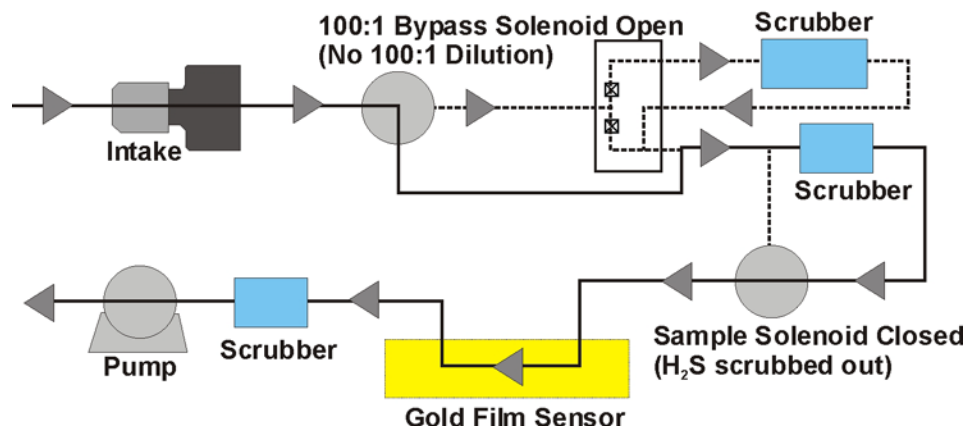 100:1 Bypass Solenoid Open
(No 100:1 Dilution)
Scrubber
Intake
Scrubber
Sample Solenoid Closed
(H₂S scrubbed out)
Pump
Scrubber
Gold Film Sensor